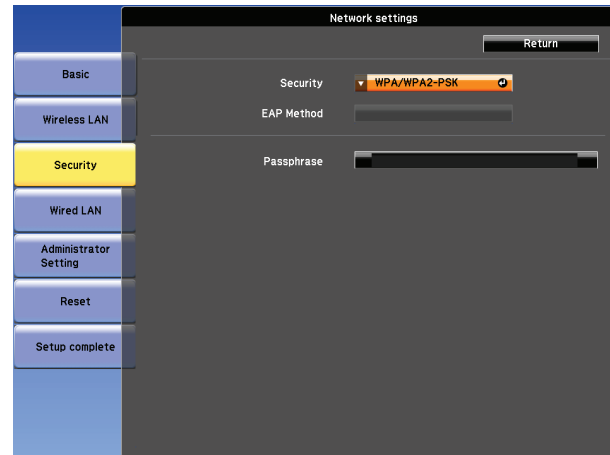 Network settings
Return
Basic
Wireless LAN
Security
Wired LAN
Administrator
Setting
Reset
Setup complete
Security WPA/WPA2-PSK
EAP Method
Passphrase